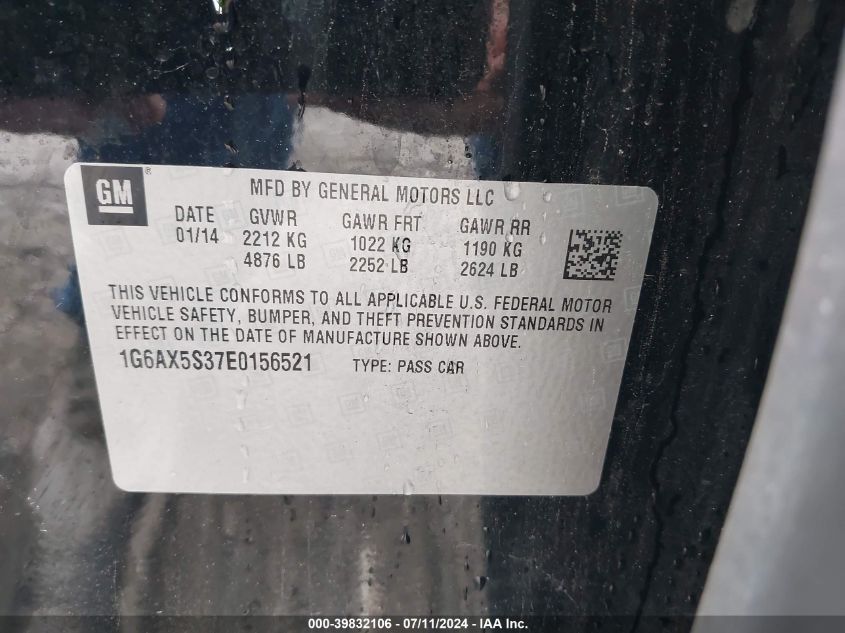 GM ®
MFD BY GENERAL MOTORS LLC
DATE GVWR GAWR FRT GAWR RR
01/14 2212 KG 1022 KG 1190 KG
4876 LB 2252 LB 2624 LB
THIS VEHICLE CONFORMS TO ALL APPLICABLE U.S. FEDERAL MOTOR
VEHICLE SAFETY, BUMPER, AND THEFT PREVENTION STANDARDS IN
EFFECT ON THE DATE OF MANUFACTURE SHOWN ABOVE.
1G6AX5S37E0156521 TYPE: PASS CAR
000-39832106 - 07/11/2024 - IAA Inc.